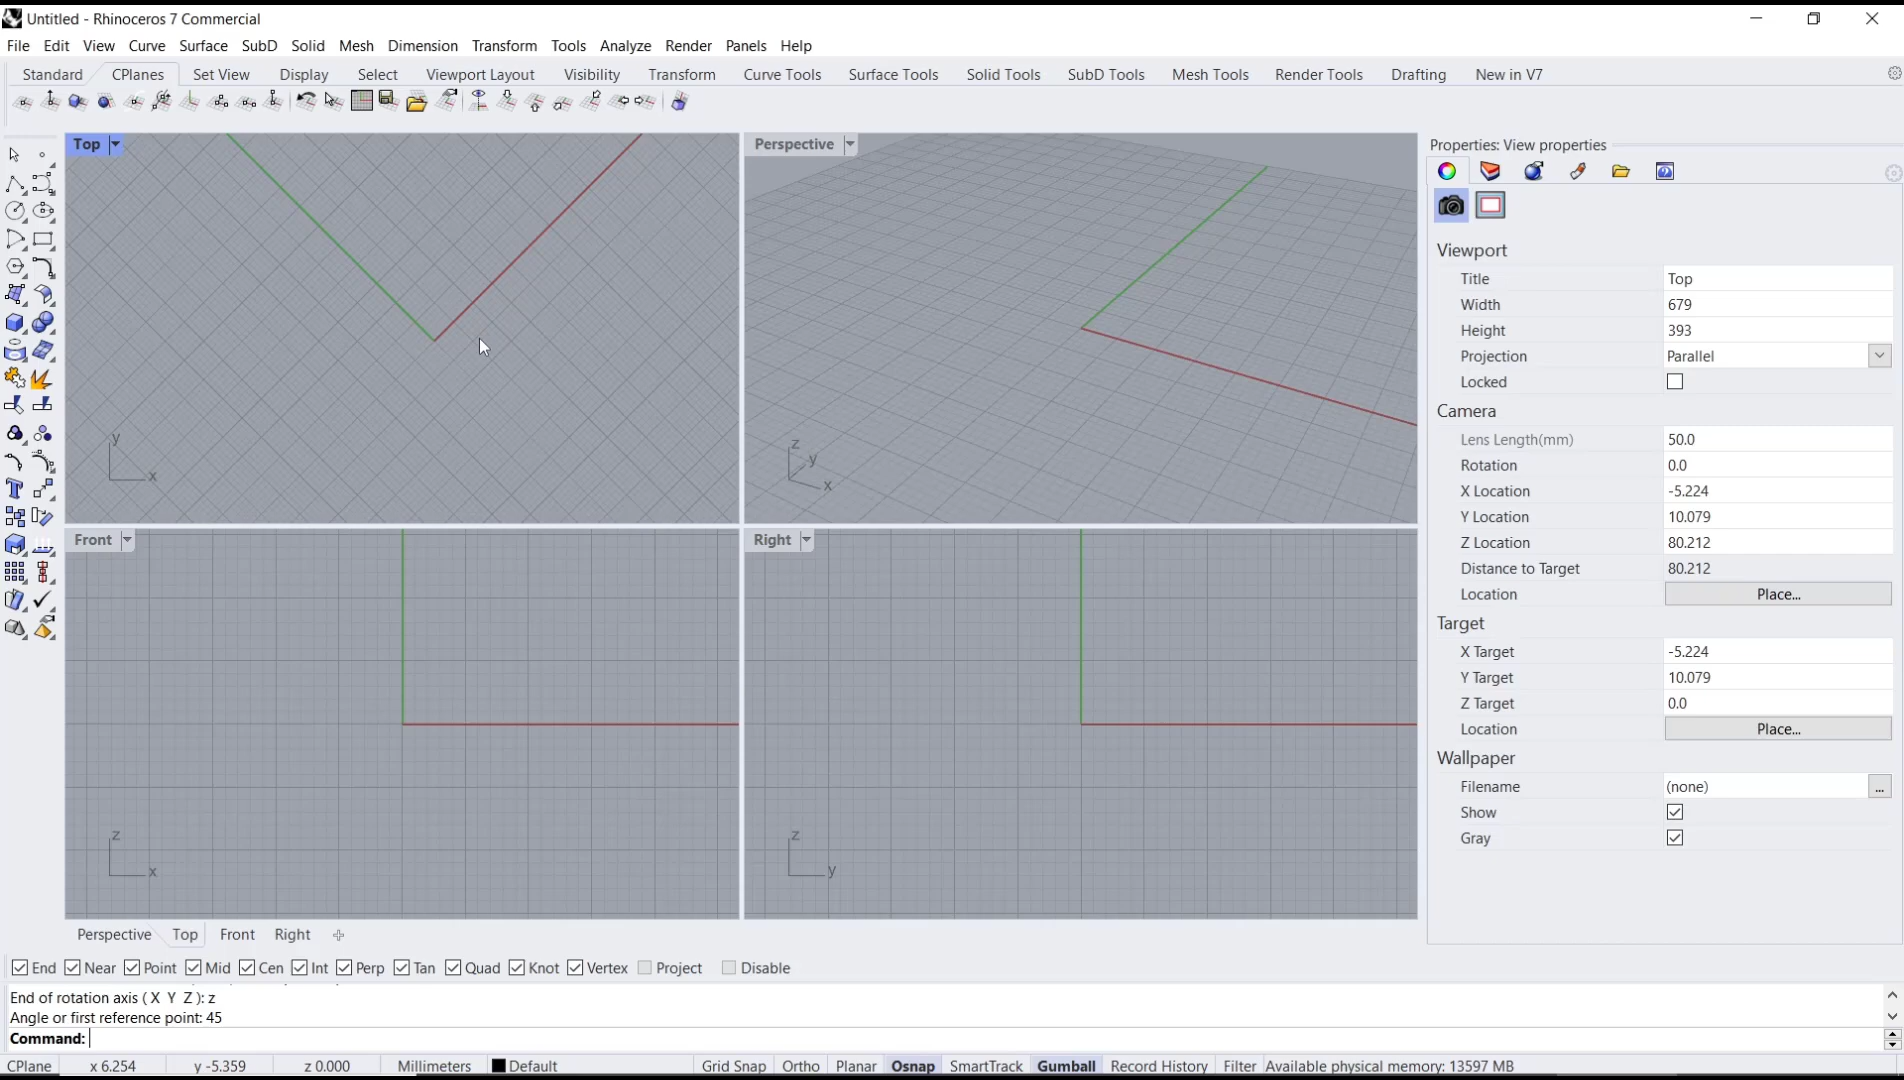 Untitled - Rhinoceros 7 Commercial
File Edit View Curve Surface SubD Solid Mesh Dimension Transform Tools Analyze Render Panels Help
Standard CPlanes Set View Display Select Viewport Layout Visibility Transform Curve Tools Surface Tools Solid Tools SubD Tools Mesh Tools Render Tools Drafting New in V7
Top
y
x
Perspective
z
y
x
Front
z
x
Right
z
y
Properties: View properties
Viewport
Title Top
Width 679
Height 393
Projection Parallel
Locked
Camera
Lens Length(mm) 50.0
Rotation 0.0
X Location -5.224
Y Location 10.079
Z Location 80.212
Distance to Target 80.212
Location Place...
Target
X Target -5.224
Y Target 10.079
Z Target 0.0
Location Place...
Wallpaper
Filename (none) ...
Show
Gray
Perspective Top Front Right
End Near Point Mid Cen Int Perp Tan Quad Knot Vertex Project Disable
End of rotation axis ( X Y Z ): z
Angle or first reference point: 45
Command:
CPlane x 6.254 y -5.359 z 0.000 Millimeters Default Grid Snap Ortho Planar Osnap SmartTrack Gumball Record History Filter Available physical memory: 13597 MB